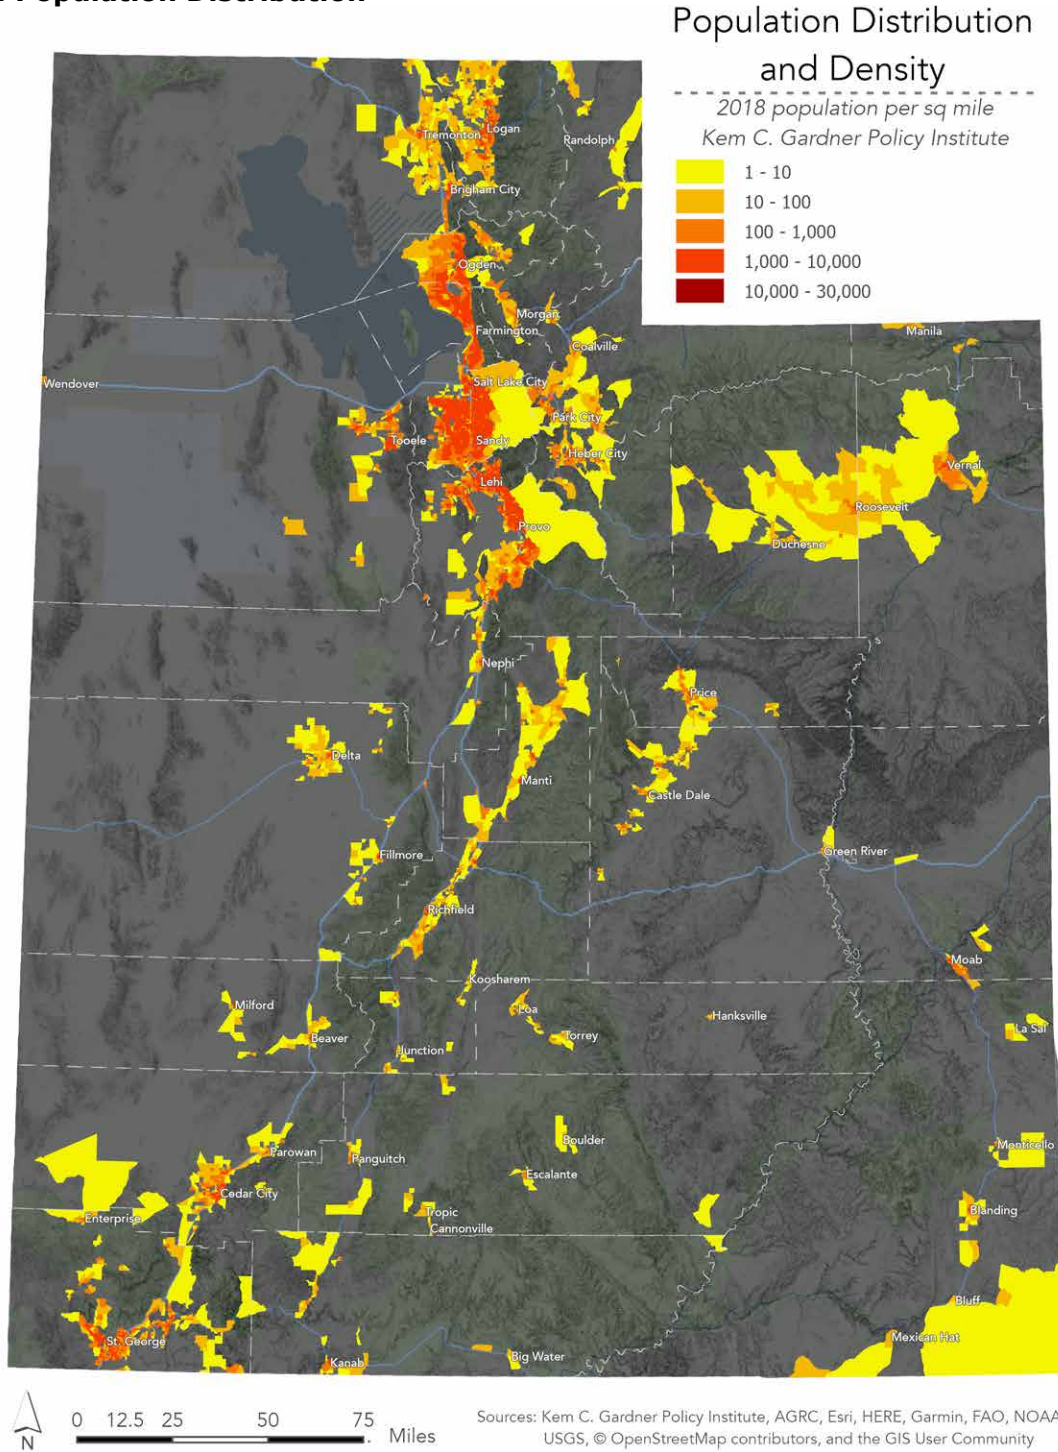 Population Distribution
Population Distribution
and Density
2018 population per sq mile
Kem C. Gardner Policy Institute
1 - 10
10 - 100
100 - 1,000
1,000 - 10,000
10,000 - 30,000
Logan
Tremonton
Randolph
Brigham City
Ogden
Morgan
Farmington
Manila
Coalville
Wendover
Salt Lake City
Park City
Tooele
Sandy
Heber City
Vernal
Lehi
Roosevelt
Provo
Duchesne
Nephi
Price
Delta
Manti
Castle Dale
Green River
Fillmore
Richfield
Moab
Koosharem
Milford
Loa
Hanksville
La Sal
Beaver
Torrey
Junction
Boulder
Monticello
Parowan
Panguitch
Escalante
Cedar City
Blanding
Enterprise
Tropic
Cannonville
Bluff
St. George
Mexican Hat
Big Water
Kanab
N
0 12.5 25 50 75
Miles
Sources: Kem C. Gardner Policy Institute, AGRC, Esri, HERE, Garmin, FAO, NOAA
USGS, © OpenStreetMap contributors, and the GIS User Community